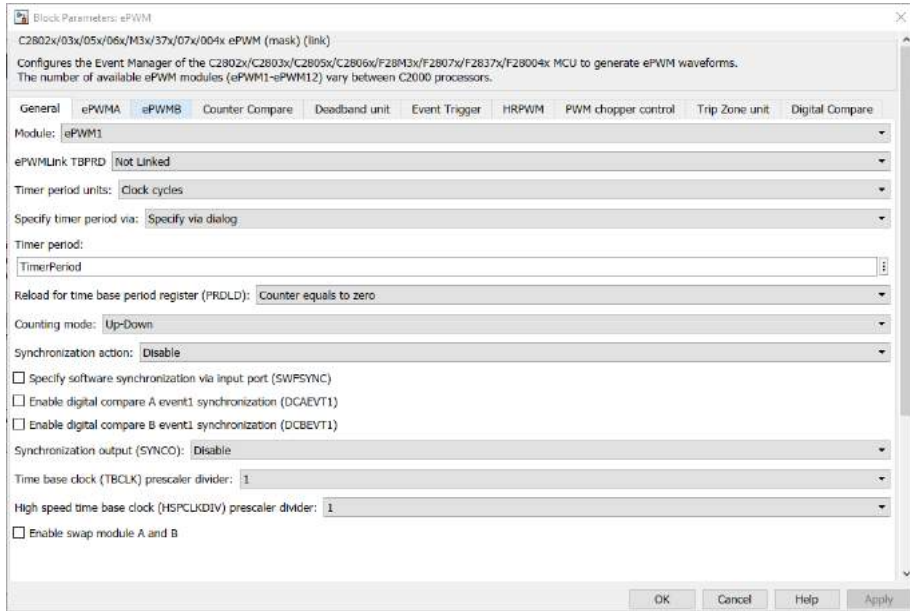 Block Parameters: ePWM
C2802x/03x/05x/06x/M3x/37x/07x/004x ePWM (mask) (link)
Configures the Event Manager of the C2802x/C2803x/C2805x/C2806x/F28M3x/F2807x/F2837x/F28004x MCU to generate ePWM waveforms.
The number of available ePWM modules (ePWM1-ePWM12) vary between C2000 processors.
General ePWMA ePWMB Counter Compare Deadband unit Event Trigger HRPWM PWM chopper control Trip Zone unit Digital Compare
Module: ePWM1
ePWMLink TBPRD Not Linked
Timer period units: Clock cycles
Specify timer period via: Specify via dialog
Timer period:
TimerPeriod
Reload for time base period register (PRDLD): Counter equals to zero
Counting mode: Up-Down
Synchronization action: Disable
Specify software synchronization via input port (SWFSYNC)
Enable digital compare A event1 synchronization (DCAEVT1)
Enable digital compare B event1 synchronization (DCBEVT1)
Synchronization output (SYNCO): Disable
Time base clock (TBCLK) prescaler divider: 1
High speed time base clock (HSPCLKDIV) prescaler divider: 1
Enable swap module A and B
OK Cancel Help Apply